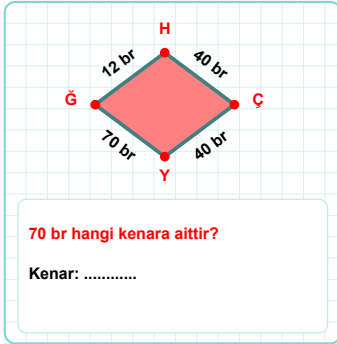 H
12 br
40 br
Ğ
Ç
70 br
40 br
Y
70 br hangi kenara aittir?
Kenar: ............